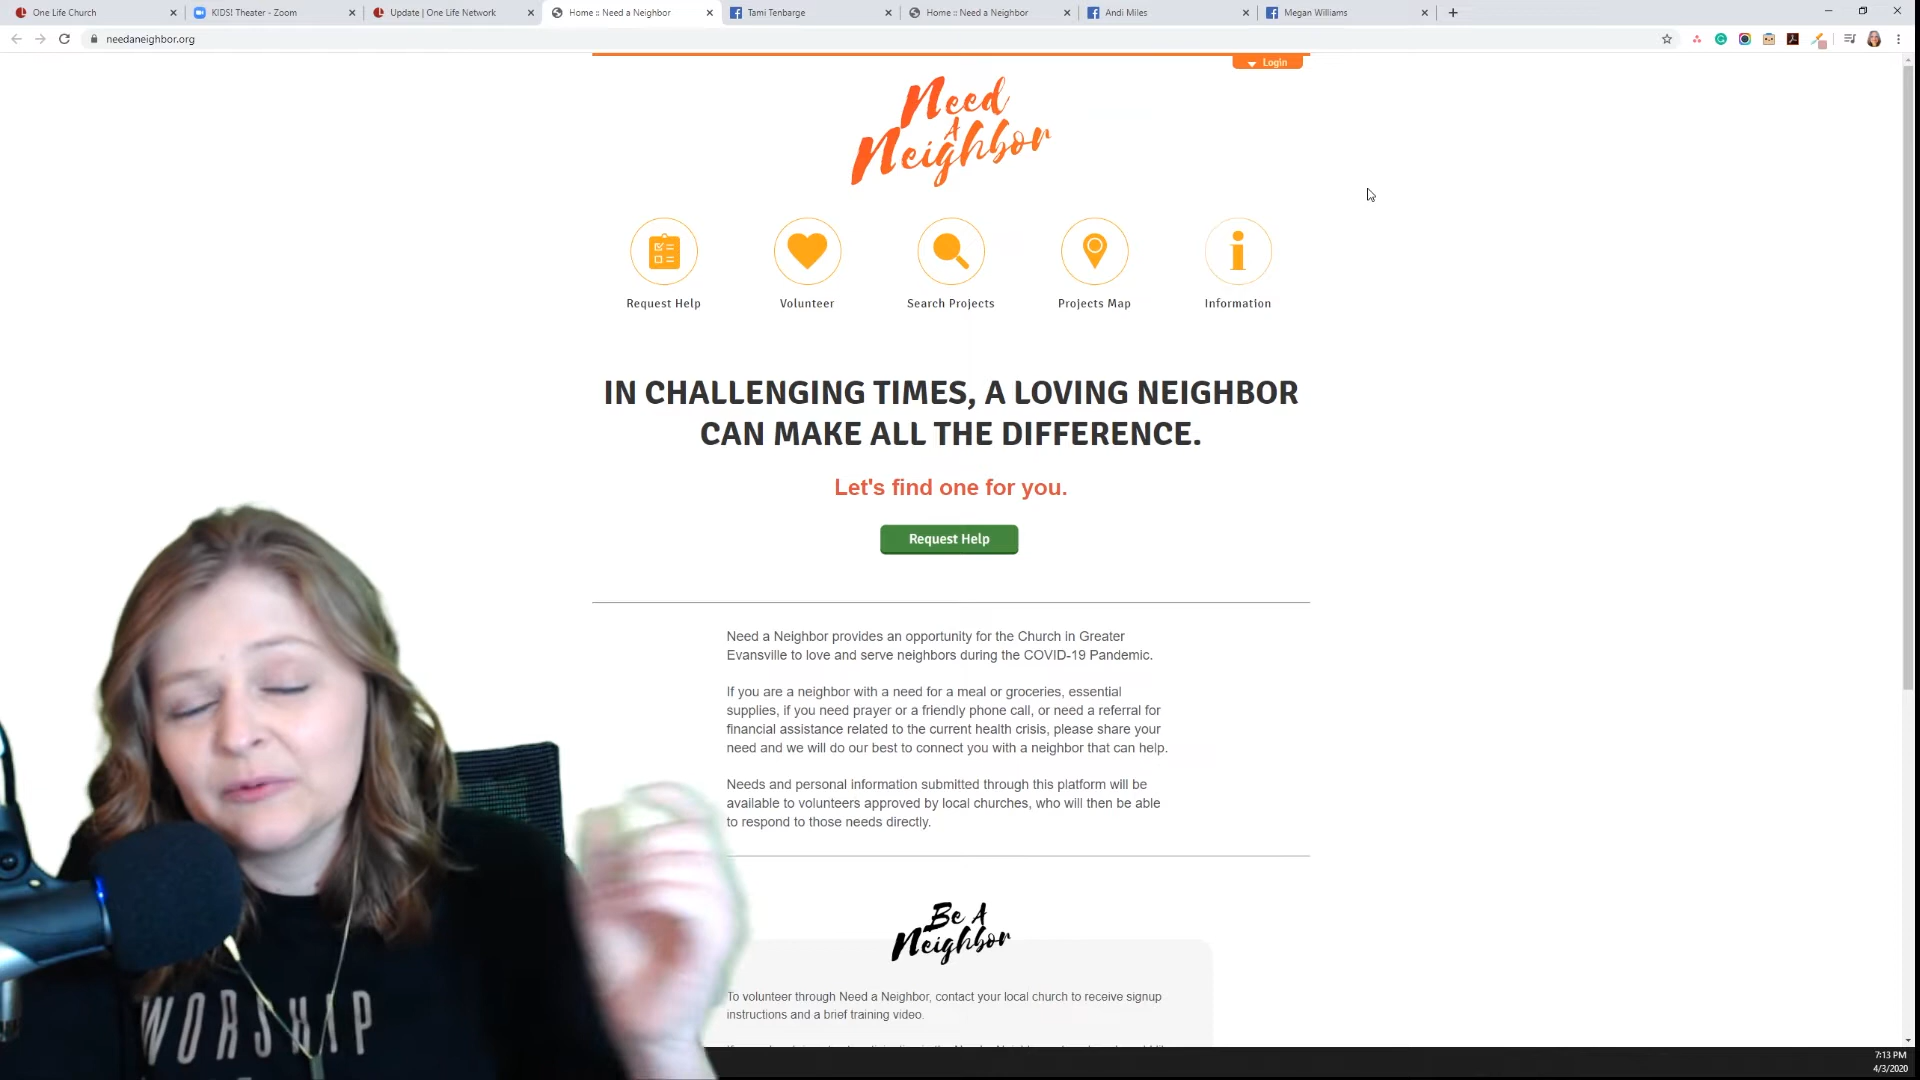 One Life Church
KIDS! Theater - Zoom
Update | One Life Network
Home :: Need a Neighbor
Tami Tenbarge
Home :: Need a Neighbor
Andi Miles
Megan Williams
needaneighbor.org
Login
Need
A
Neighbor
Request Help
Volunteer
Search Projects
Projects Map
Information
IN CHALLENGING TIMES, A LOVING NEIGHBOR
CAN MAKE ALL THE DIFFERENCE.
Let's find one for you.
Request Help
Need a Neighbor provides an opportunity for the Church in Greater
Evansville to love and serve neighbors during the COVID-19 Pandemic.
If you are a neighbor with a need for a meal or groceries, essential
supplies, if you need prayer or a friendly phone call, or need a referral for
financial assistance related to the current health crisis, please share your
need and we will do our best to connect you with a neighbor that can help.
Needs and personal information submitted through this platform will be
available to volunteers approved by local churches, who will then be able
to respond to those needs directly.
Be A
Neighbor
To volunteer through Need a Neighbor, contact your local church to receive signup
instructions and a brief training video.
WORSHIP
7:13 PM
4/3/2020